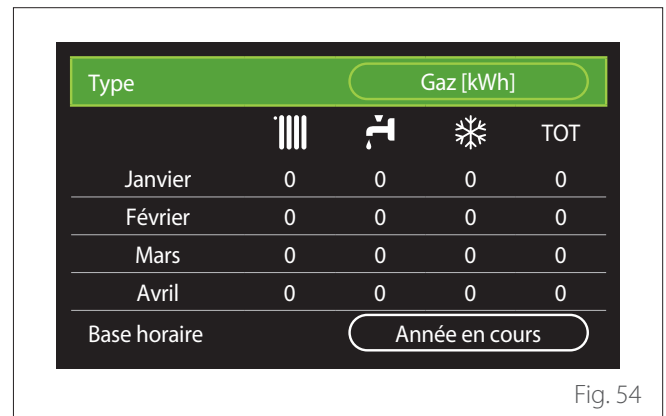 Type Gaz [kWh]
TOT
Janvier 0 0 0 0
Février 0 0 0 0
Mars 0 0 0 0
Avril 0 0 0 0
Base horaire Année en cours
Fig. 54